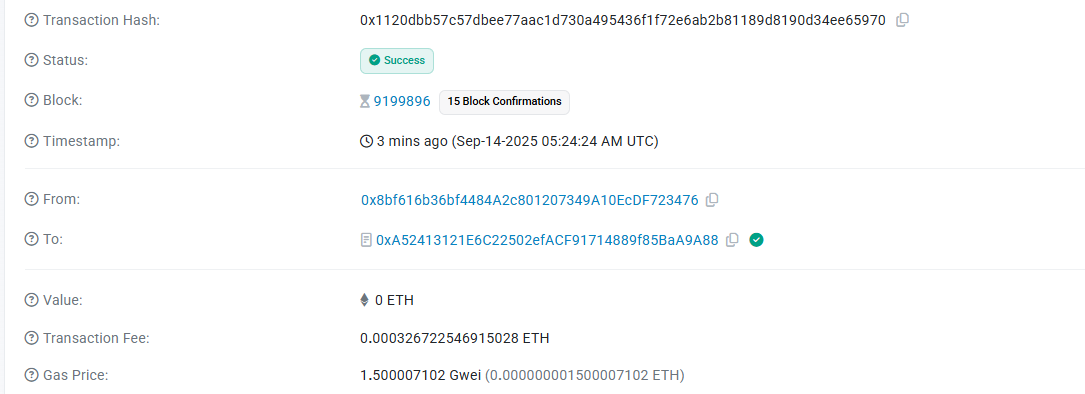 Transaction Hash: 0x1120dbb57c57dbee77aac1d730a495436f1f72e6ab2b81189d8190d34ee65970
Status: Success
Block: 9199896 15 Block Confirmations
Timestamp: 3 mins ago (Sep-14-2025 05:24:24 AM UTC)
From: 0x8bf616b36bf4484A2c801207349A10EcDF723476
To: 0xA52413121E6C22502efACF91714889f85BaA9A88
Value: 0 ETH
Transaction Fee: 0.000326722546915028 ETH
Gas Price: 1.500007102 Gwei (0.000000001500007102 ETH)